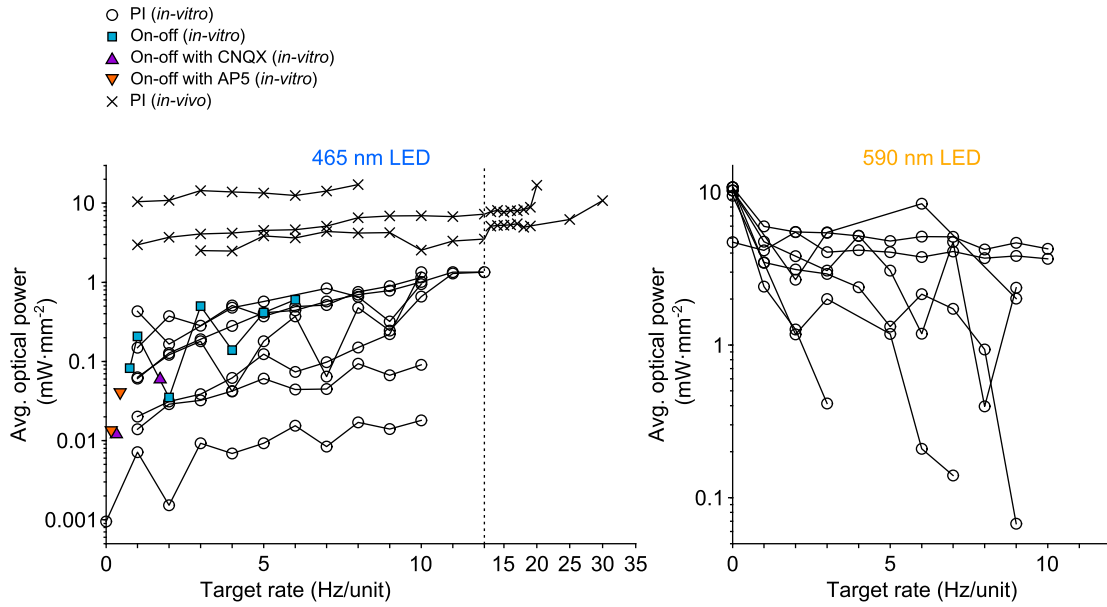 PI (in-vitro)
On-off (in-vitro)
On-off with CNQX (in-vitro)
On-off with AP5 (in-vitro)
PI (in-vivo)
465 nm LED
Avg. optical power
(mW·mm⁻²)
10
1
0.1
0.01
0.001
0 5 10 15 20 25 30 35
Target rate (Hz/unit)
590 nm LED
Avg. optical power
(mW·mm⁻²)
10
1
0.1
0 5 10
Target rate (Hz/unit)